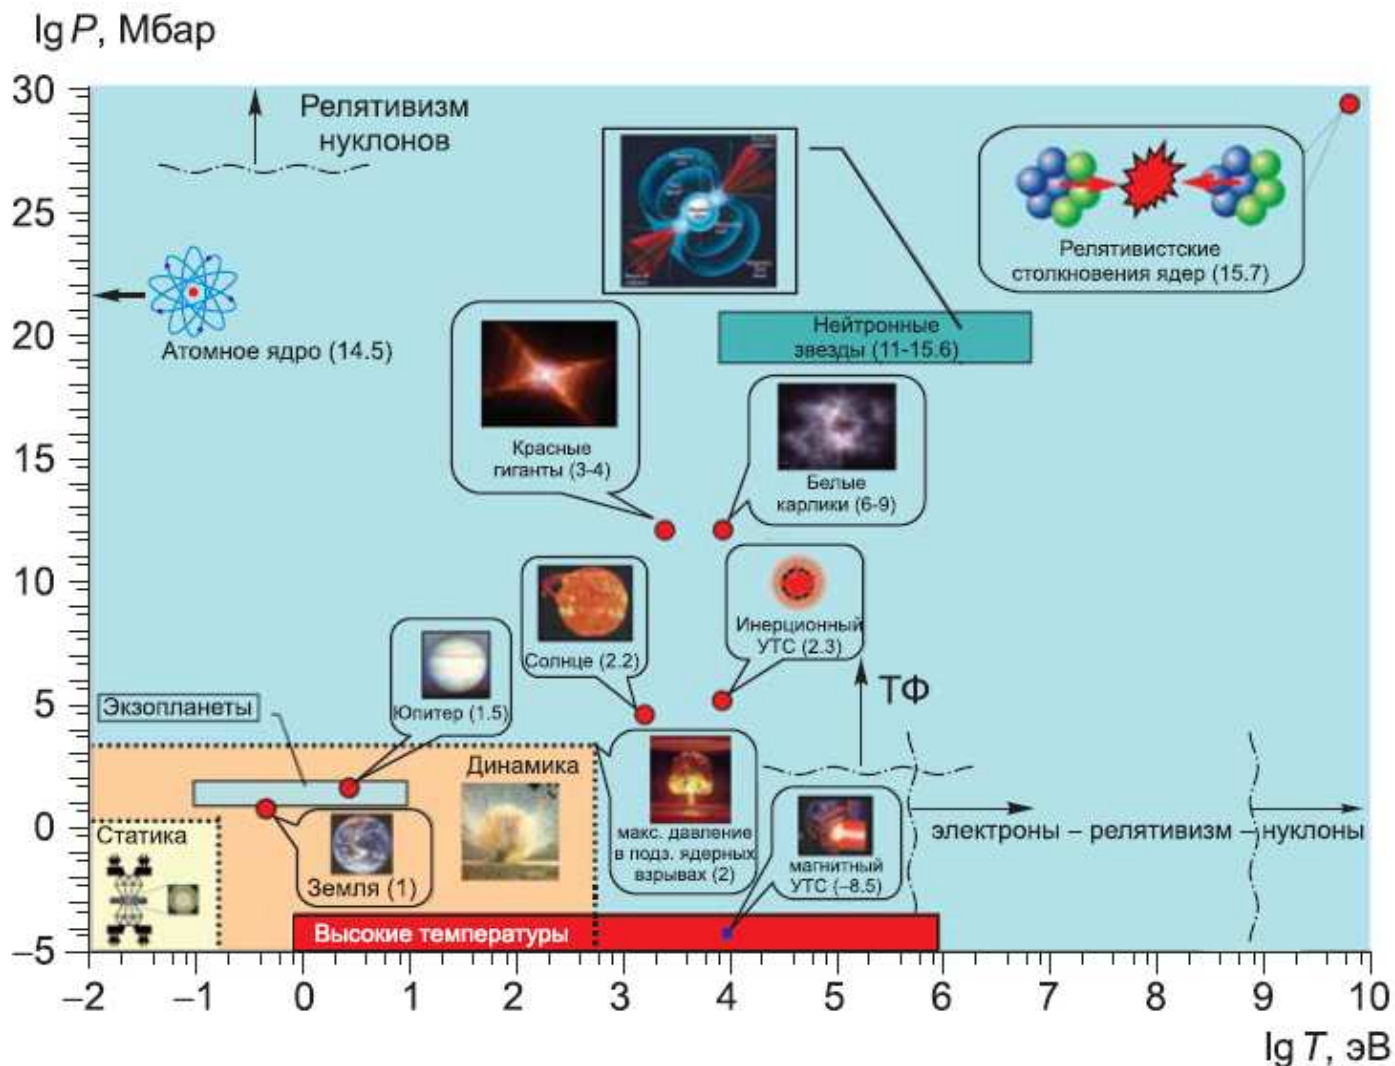 lg P, Мбар
30
25
20
15
10
5
0
–5
Релятивизм
нуклонов
Релятивистские
столкновения ядер (15.7)
Атомное ядро (14.5)
Нейтронные
звезды (11-15.6)
Красные
гиганты (3-4)
Белые
карлики (6-9)
Солнце (2.2)
Инерционный
УТС (2.3)
ТФ
Экзопланеты
Юпитер (1.5)
Динамика
Статика
Земля (1)
макс. давление
в подз. ядерных
взрывах (2)
магнитный
УТС (–8.5)
электроны – релятивизм – нуклоны
Высокие температуры
–2 –1 0 1 2 3 4 5 6 7 8 9 10
lg T, эВ